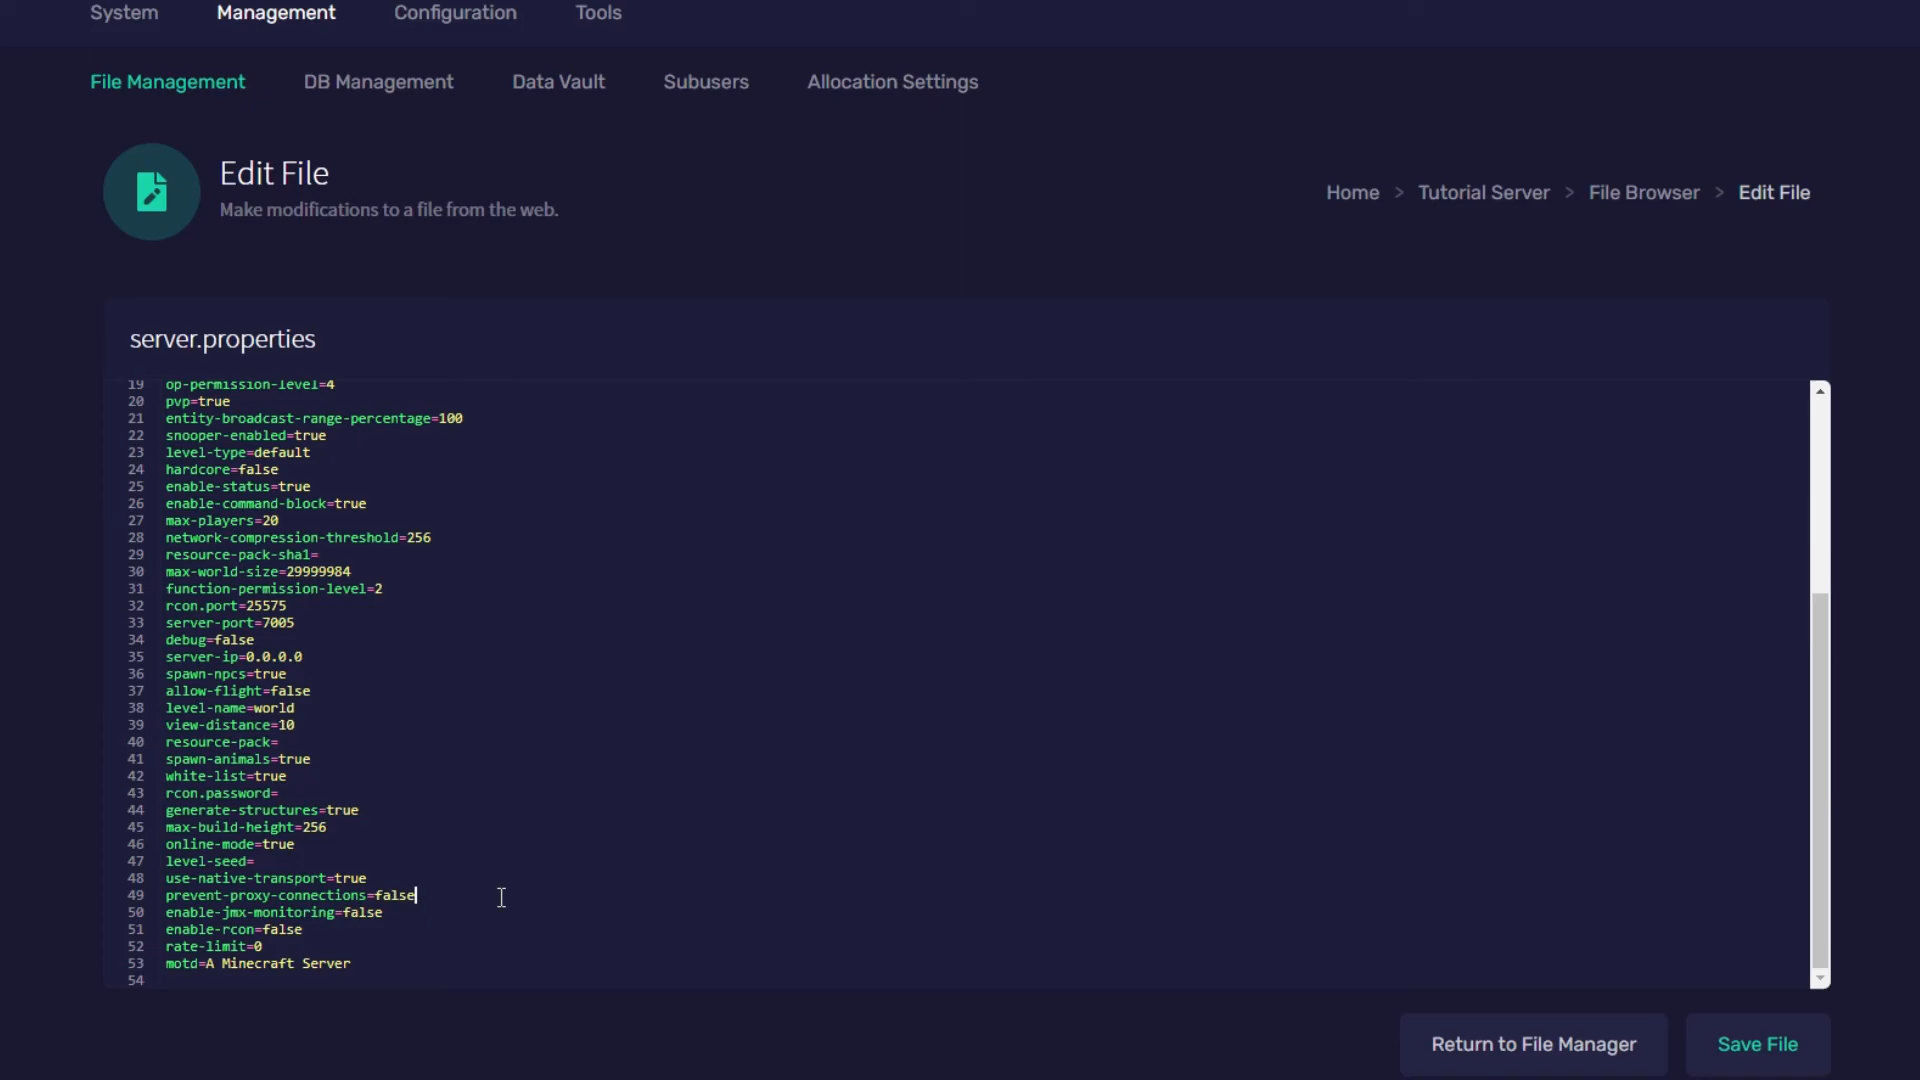 System Management Configuration Tools
File Management DB Management Data Vault Subusers Allocation Settings
Edit File
Make modifications to a file from the web.
Home > Tutorial Server > File Browser > Edit File
server.properties
19 op-permission-level=4
20 pvp=true
21 entity-broadcast-range-percentage=100
22 snooper-enabled=true
23 level-type=default
24 hardcore=false
25 enable-status=true
26 enable-command-block=true
27 max-players=20
28 network-compression-threshold=256
29 resource-pack-sha1=
30 max-world-size=29999984
31 function-permission-level=2
32 rcon.port=25575
33 server-port=7005
34 debug=false
35 server-ip=0.0.0.0
36 spawn-npcs=true
37 allow-flight=false
38 level-name=world
39 view-distance=10
40 resource-pack=
41 spawn-animals=true
42 white-list=true
43 rcon.password=
44 generate-structures=true
45 max-build-height=256
46 online-mode=true
47 level-seed=
48 use-native-transport=true
49 prevent-proxy-connections=false
50 enable-jmx-monitoring=false
51 enable-rcon=false
52 rate-limit=0
53 motd=A Minecraft Server
54
Return to File Manager Save File